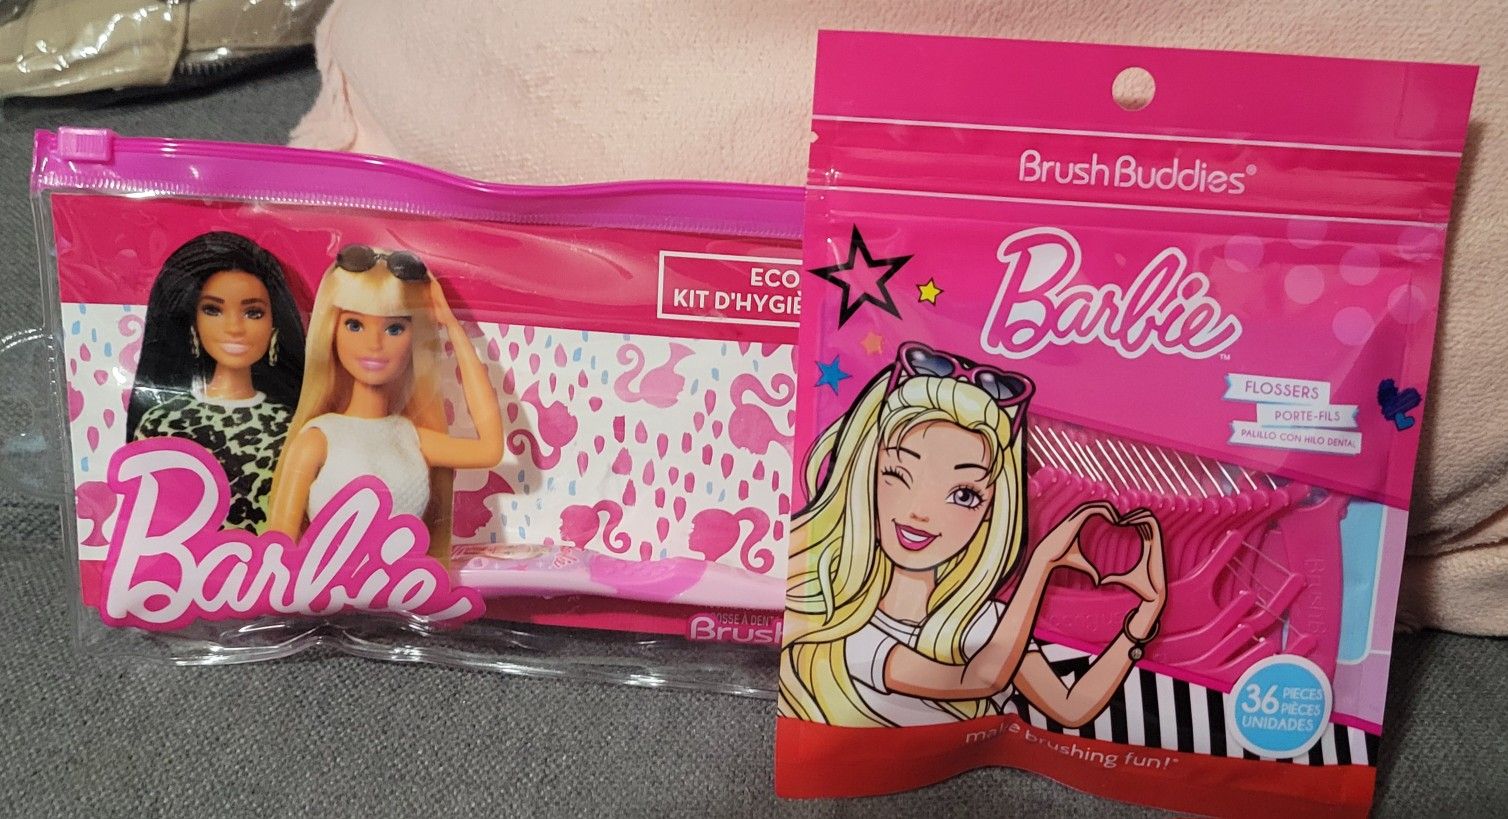 ECO
KIT D'HYGIÈ
Barbie
Brush
BrushBuddies®
Barbie™
FLOSSERS
PORTE-FILS
PALILLO CON HILO DENTAL
36 PIECES
PIÈCES
UNIDADES
make brushing fun!